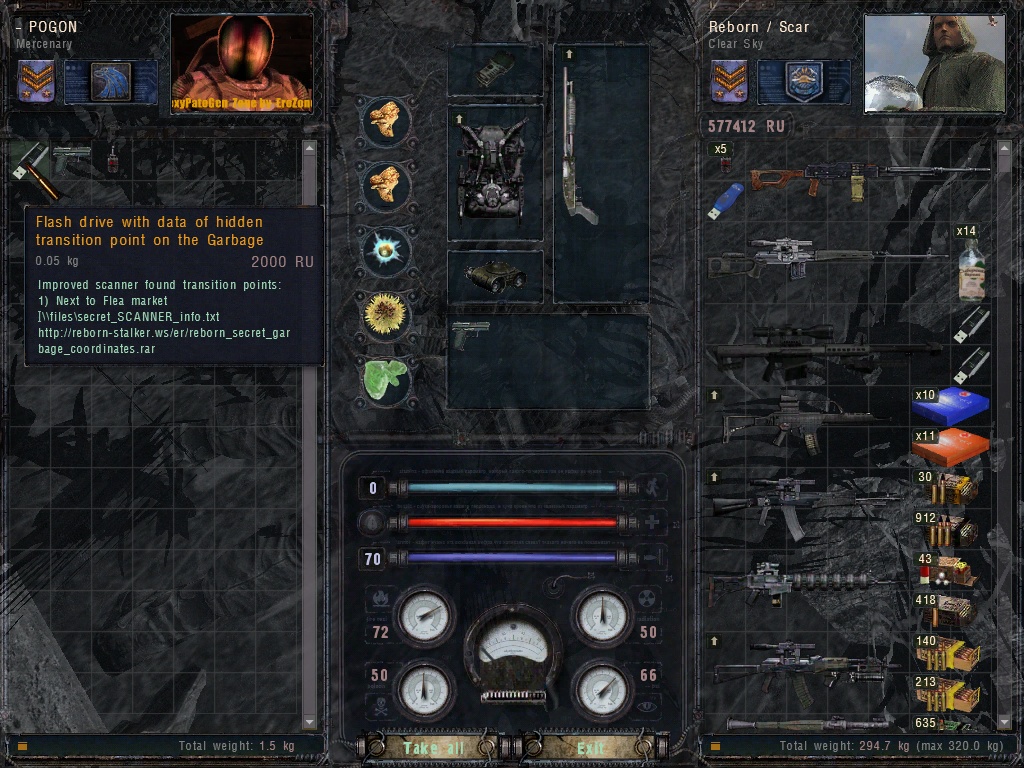 - POGON
Mercenary
xyPatoGen Zone by EroZon
Reborn / Scar
Clear Sky
577412 RU
x5
x14
x10
x11
30
912
43
418
140
213
635
Flash drive with data of hidden
transition point on the Garbage
0.05 kg
2000 RU
Improved scanner found transition points:
1) Next to Flea market
]\\files\secret_SCANNER_info.txt
http://reborn-stalker.ws/er/reborn_secret_gar
bage_coordinates.rar
0
70
72
50
50
66
Take all
Exit
Total weight: 1.5 kg
Total weight: 294.7 kg (max 320.0 kg)